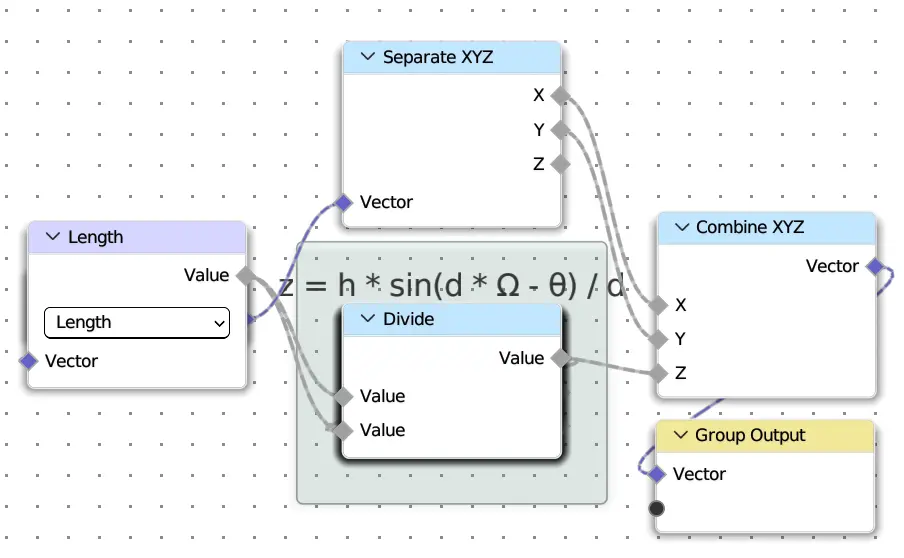 Separate XYZ
X
Y
Z
Vector
Length
Value
Length
Vector
z = h * sin(d * Ω - θ) / d
Divide
Value
Value
Value
Combine XYZ
Vector
X
Y
Z
Group Output
Vector